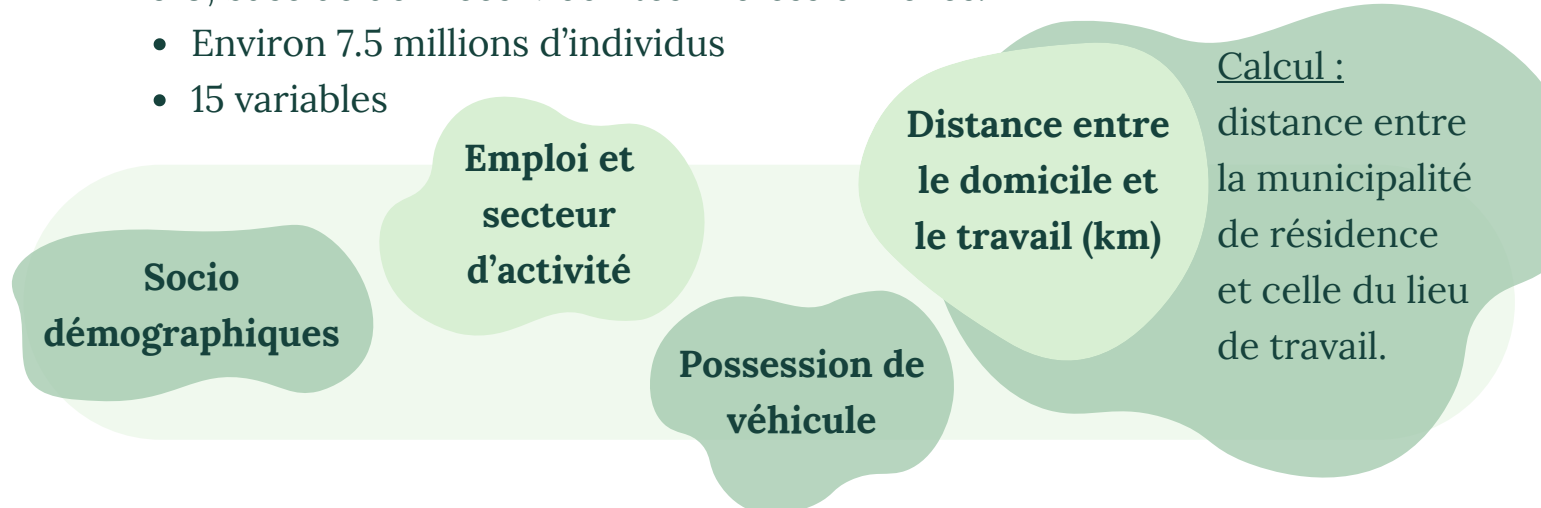 • Environ 7.5 millions d’individus
• 15 variables
Socio
démographiques
Emploi et
secteur
d’activité
Possession de
véhicule
Distance entre
le domicile et
le travail (km)
Calcul :
distance entre
la municipalité
de résidence
et celle du lieu
de travail.